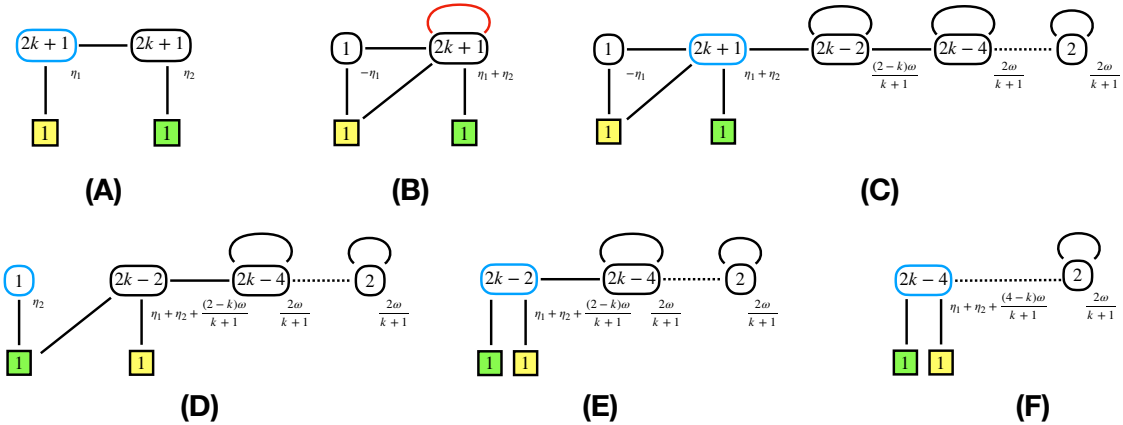 2k + 1 2k + 1
η₁ η₂
1 1
(A)
1 2k + 1
−η₁ η₁ + η₂
1 1
(B)
1 2k + 1 2k − 2 2k − 4 2
−η₁ η₁ + η₂ (2 − k)ω / k + 1 2ω / k + 1 2ω / k + 1
1 1
(C)
1 2k − 2 2k − 4 2
η₂ η₁ + η₂ + (2 − k)ω / k + 1 2ω / k + 1 2ω / k + 1
1 1
(D)
2k − 2 2k − 4 2
η₁ + η₂ + (2 − k)ω / k + 1 2ω / k + 1 2ω / k + 1
1 1
(E)
2k − 4 2
η₁ + η₂ + (4 − k)ω / k + 1 2ω / k + 1
1 1
(F)